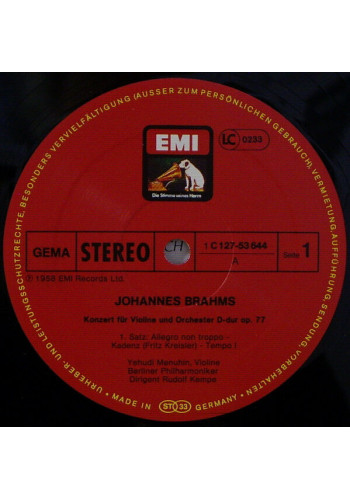 URHEBER- UND LEISTUNGSSCHUTZRECHTE, BESONDERS VERVIELFÄLTIGUNG (AUSSER ZUM PERSÖNLICHEN GEBRAUCH), VERMIETUNG, AUFFÜHRUNG, SENDUNG, VORBEHALTEN
EMI
LC 0233
Die Stimme seines Herrn
GEMA STEREO 1 C 127-53 644 Seite 1
A
Ⓟ 1958 EMI Records Ltd.
JOHANNES BRAHMS
Konzert für Violine und Orchester D-dur op. 77
1. Satz: Allegro non troppo -
Kadenz (Fritz Kreisler) - Tempo I
Yehudi Menuhin, Violine
Berliner Philharmoniker
Dirigent Rudolf Kempe
MADE IN ST 33 GERMANY